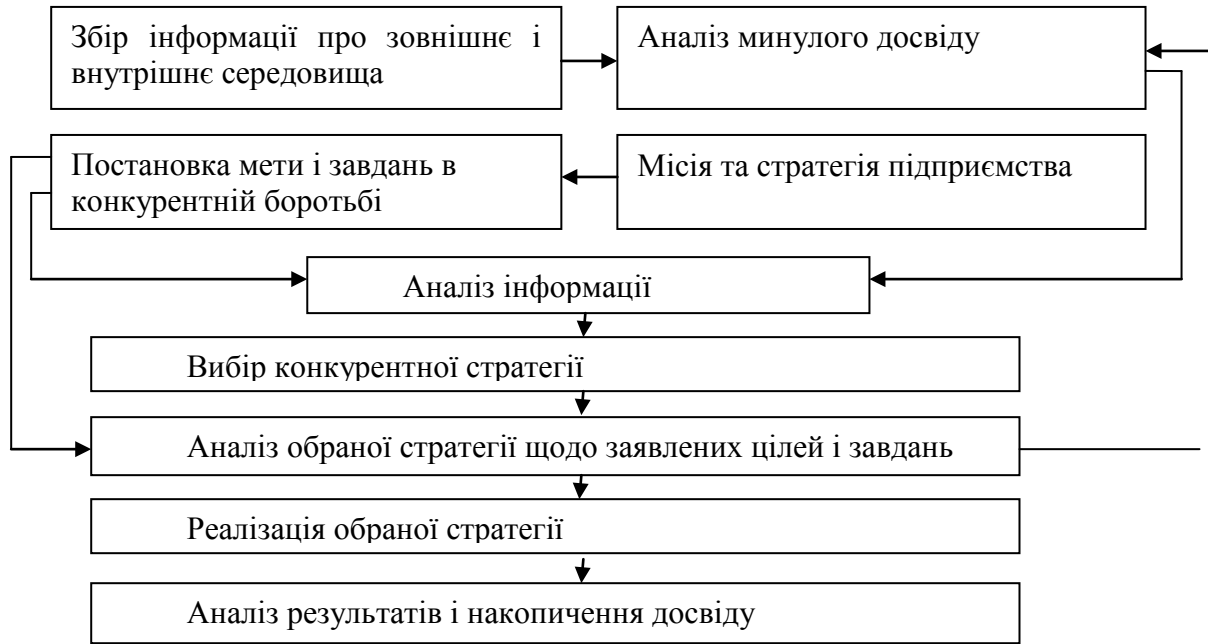 Збір інформації про зовнішнє і
внутрішнє середовища
Аналіз минулого досвіду
Постановка мети і завдань в
конкурентній боротьбі
Місія та стратегія підприємства
Аналіз інформації
Вибір конкурентної стратегії
Аналіз обраної стратегії щодо заявлених цілей і завдань
Реалізація обраної стратегії
Аналіз результатів і накопичення досвіду